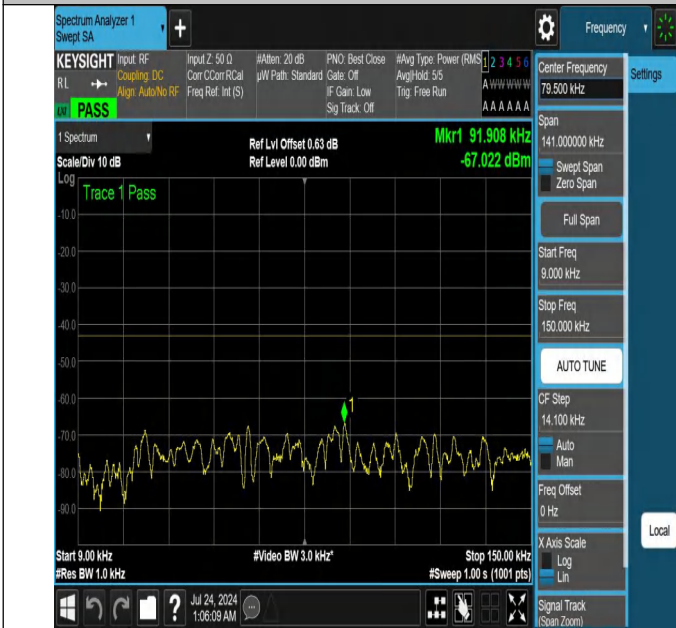 Spectrum Analyzer 1
Swept SA
+
Frequency
KEYSIGHT
RL
PASS
Input: RF
Coupling: DC
Align: Auto/No RF
Input Z: 50 Ω
Corr CCorr RCal
Freq Ref: Int (S)
#Atten: 20 dB
µW Path: Standard
PNO: Best Close
Gate: Off
IF Gain: Low
Sig Track: Off
#Avg Type: Power (RMS
Avg|Hold: 5/5
Trig: Free Run
1 2 3 4 5 6
A W W W W W
A A A A A A
1 Spectrum
Scale/Div 10 dB
Ref Lvl Offset 0.63 dB
Ref Level 0.00 dBm
Mkr1 91.908 kHz
-67.022 dBm
Log
Trace 1 Pass
-10.0
-20.0
-30.0
-40.0
-50.0
-60.0
-70.0
-80.0
-90.0
1
Start 9.00 kHz
#Res BW 1.0 kHz
#Video BW 3.0 kHz*
Stop 150.00 kHz
#Sweep 1.00 s (1001 pts)
Jul 24, 2024
1:06:09 AM
Center Frequency
79.500 kHz
Settings
Span
141.000000 kHz
Swept Span
Zero Span
Full Span
Start Freq
9.000 kHz
Stop Freq
150.000 kHz
AUTO TUNE
CF Step
14.100 kHz
Auto
Man
Freq Offset
0 Hz
X Axis Scale
Log
Lin
Local
Signal Track
(Span Zoom)